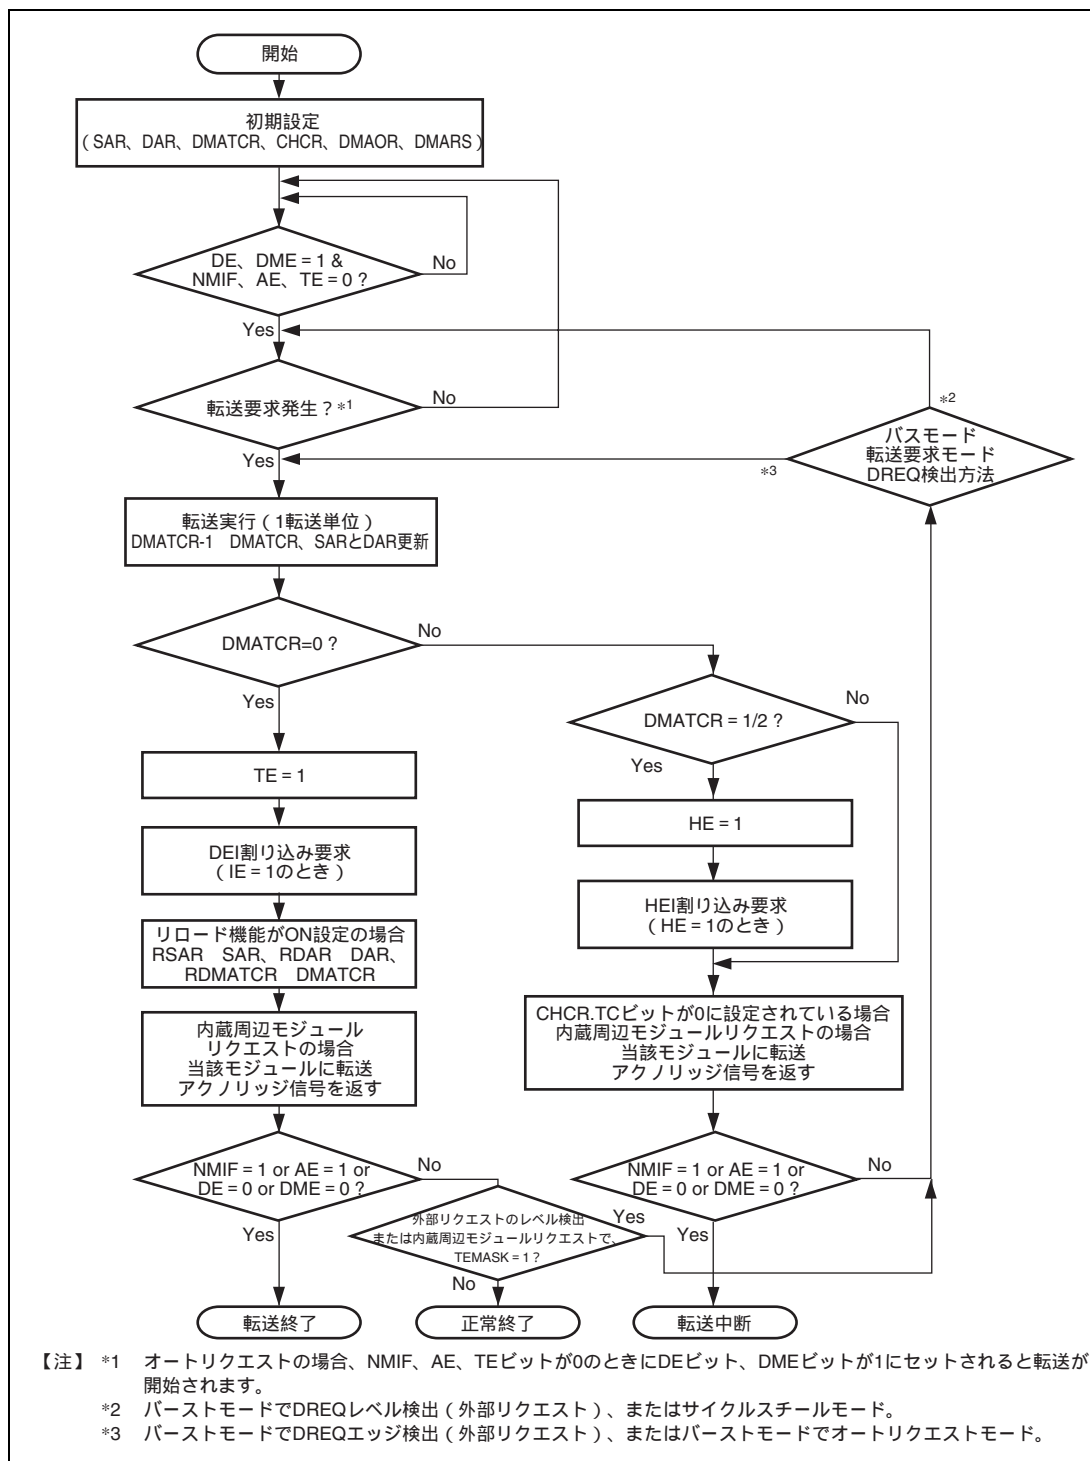 開始
初期設定
（SAR、DAR、DMATCR、CHCR、DMAOR、DMARS）
DE、DME = 1 &
NMIF、AE、TE = 0 ?
No
Yes
転送要求発生？*1
No
Yes
*2
バスモード
転送要求モード
DREQ検出方法
*3
転送実行（1転送単位）
DMATCR-1 DMATCR、SARとDAR更新
DMATCR=0 ?
No
Yes
DMATCR = 1/2 ?
No
Yes
TE = 1
HE = 1
DEI割り込み要求
（IE = 1のとき）
HEI割り込み要求
（HE = 1のとき）
リロード機能がON設定の場合
RSAR SAR、RDAR DAR、
RDMATCR DMATCR
内蔵周辺モジュール
リクエストの場合
当該モジュールに転送
アクノリッジ信号を返す
CHCR.TCビットが0に設定されている場合
内蔵周辺モジュールリクエストの場合
当該モジュールに転送
アクノリッジ信号を返す
NMIF = 1 or AE = 1 or
DE = 0 or DME = 0 ?
No
Yes
外部リクエストのレベル検出
または内蔵周辺モジュールリクエストで、
TEMASK = 1 ?
Yes
No
NMIF = 1 or AE = 1 or
DE = 0 or DME = 0 ?
No
Yes
転送終了
正常終了
転送中断
【注】 *1 オートリクエストの場合、NMIF、AE、TEビットが0のときにDEビット、DMEビットが1にセットされると転送が
開始されます。
*2 バーストモードでDREQレベル検出（外部リクエスト）、またはサイクルスチールモード。
*3 バーストモードでDREQエッジ検出（外部リクエスト）、またはバーストモードでオートリクエストモード。